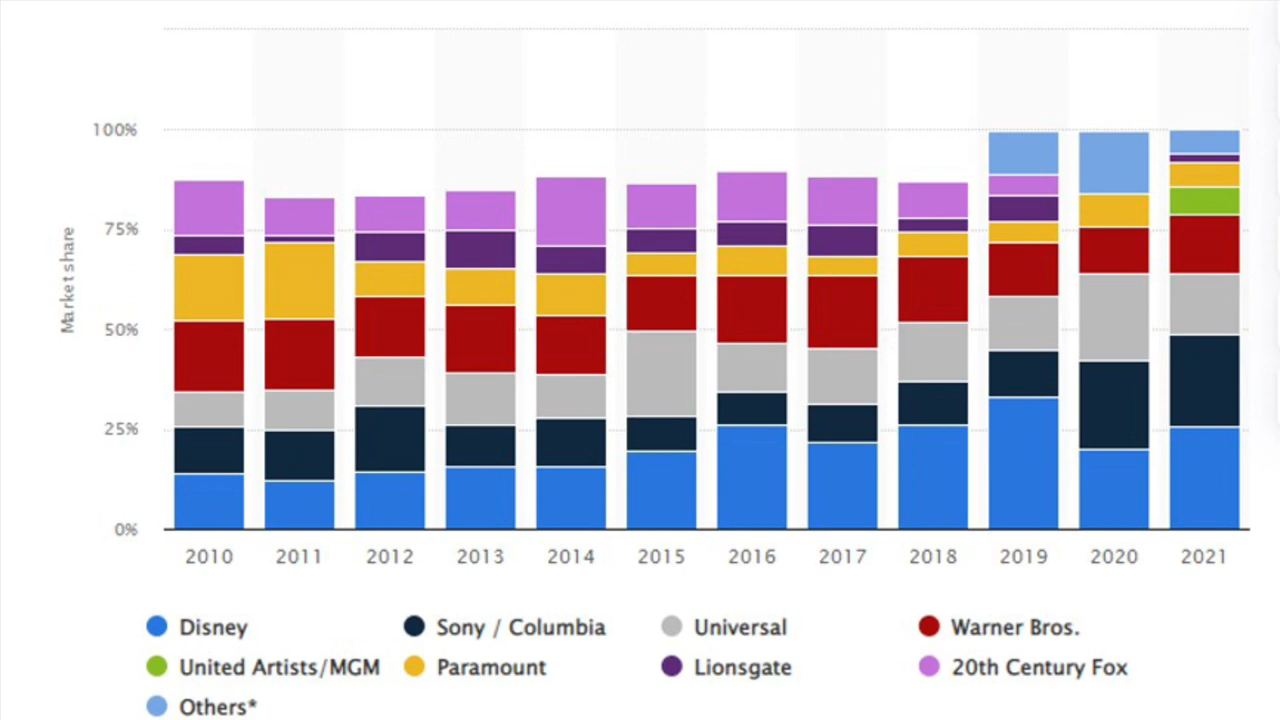 100%
75%
50%
25%
0%
Market share
2010 2011 2012 2013 2014 2015 2016 2017 2018 2019 2020 2021
Disney Sony / Columbia Universal Warner Bros.
United Artists/MGM Paramount Lionsgate 20th Century Fox
Others*